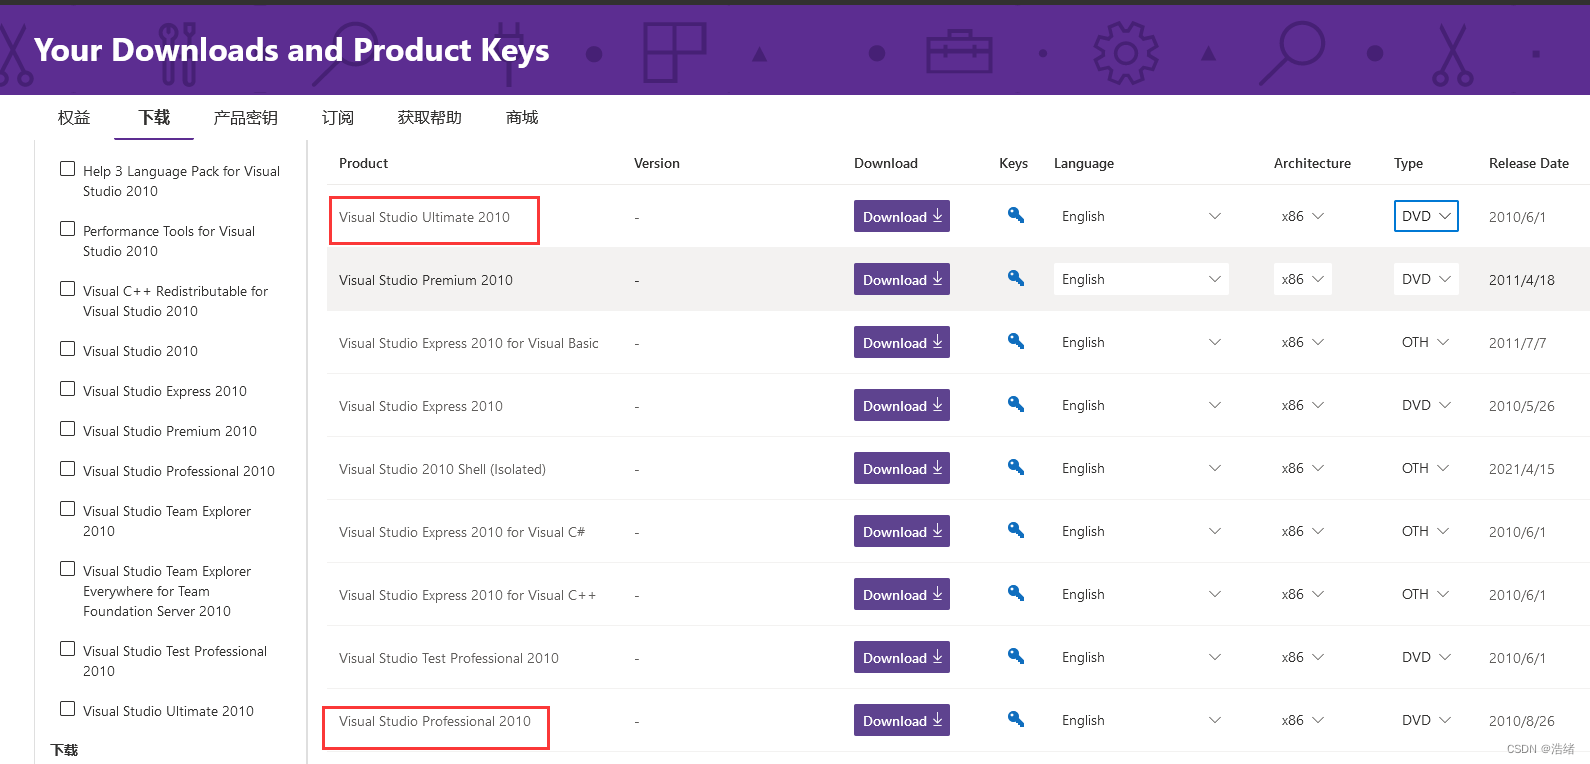 Your Downloads and Product Keys
权益 下载 产品密钥 订阅 获取帮助 商城
Help 3 Language Pack for Visual
Studio 2010
Performance Tools for Visual
Studio 2010
Visual C++ Redistributable for
Visual Studio 2010
Visual Studio 2010
Visual Studio Express 2010
Visual Studio Premium 2010
Visual Studio Professional 2010
Visual Studio Team Explorer
2010
Visual Studio Team Explorer
Everywhere for Team
Foundation Server 2010
Visual Studio Test Professional
2010
Visual Studio Ultimate 2010
下载
Product Version Download Keys Language Architecture Type Release Date
Visual Studio Ultimate 2010 - Download English x86 DVD 2010/6/1
Visual Studio Premium 2010 - Download English x86 DVD 2011/4/18
Visual Studio Express 2010 for Visual Basic - Download English x86 OTH 2011/7/7
Visual Studio Express 2010 - Download English x86 DVD 2010/5/26
Visual Studio 2010 Shell (Isolated) - Download English x86 OTH 2021/4/15
Visual Studio Express 2010 for Visual C# - Download English x86 OTH 2010/6/1
Visual Studio Express 2010 for Visual C++ - Download English x86 OTH 2010/6/1
Visual Studio Test Professional 2010 - Download English x86 DVD 2010/6/1
Visual Studio Professional 2010 - Download English x86 DVD 2010/8/26
CSDN @浩绪